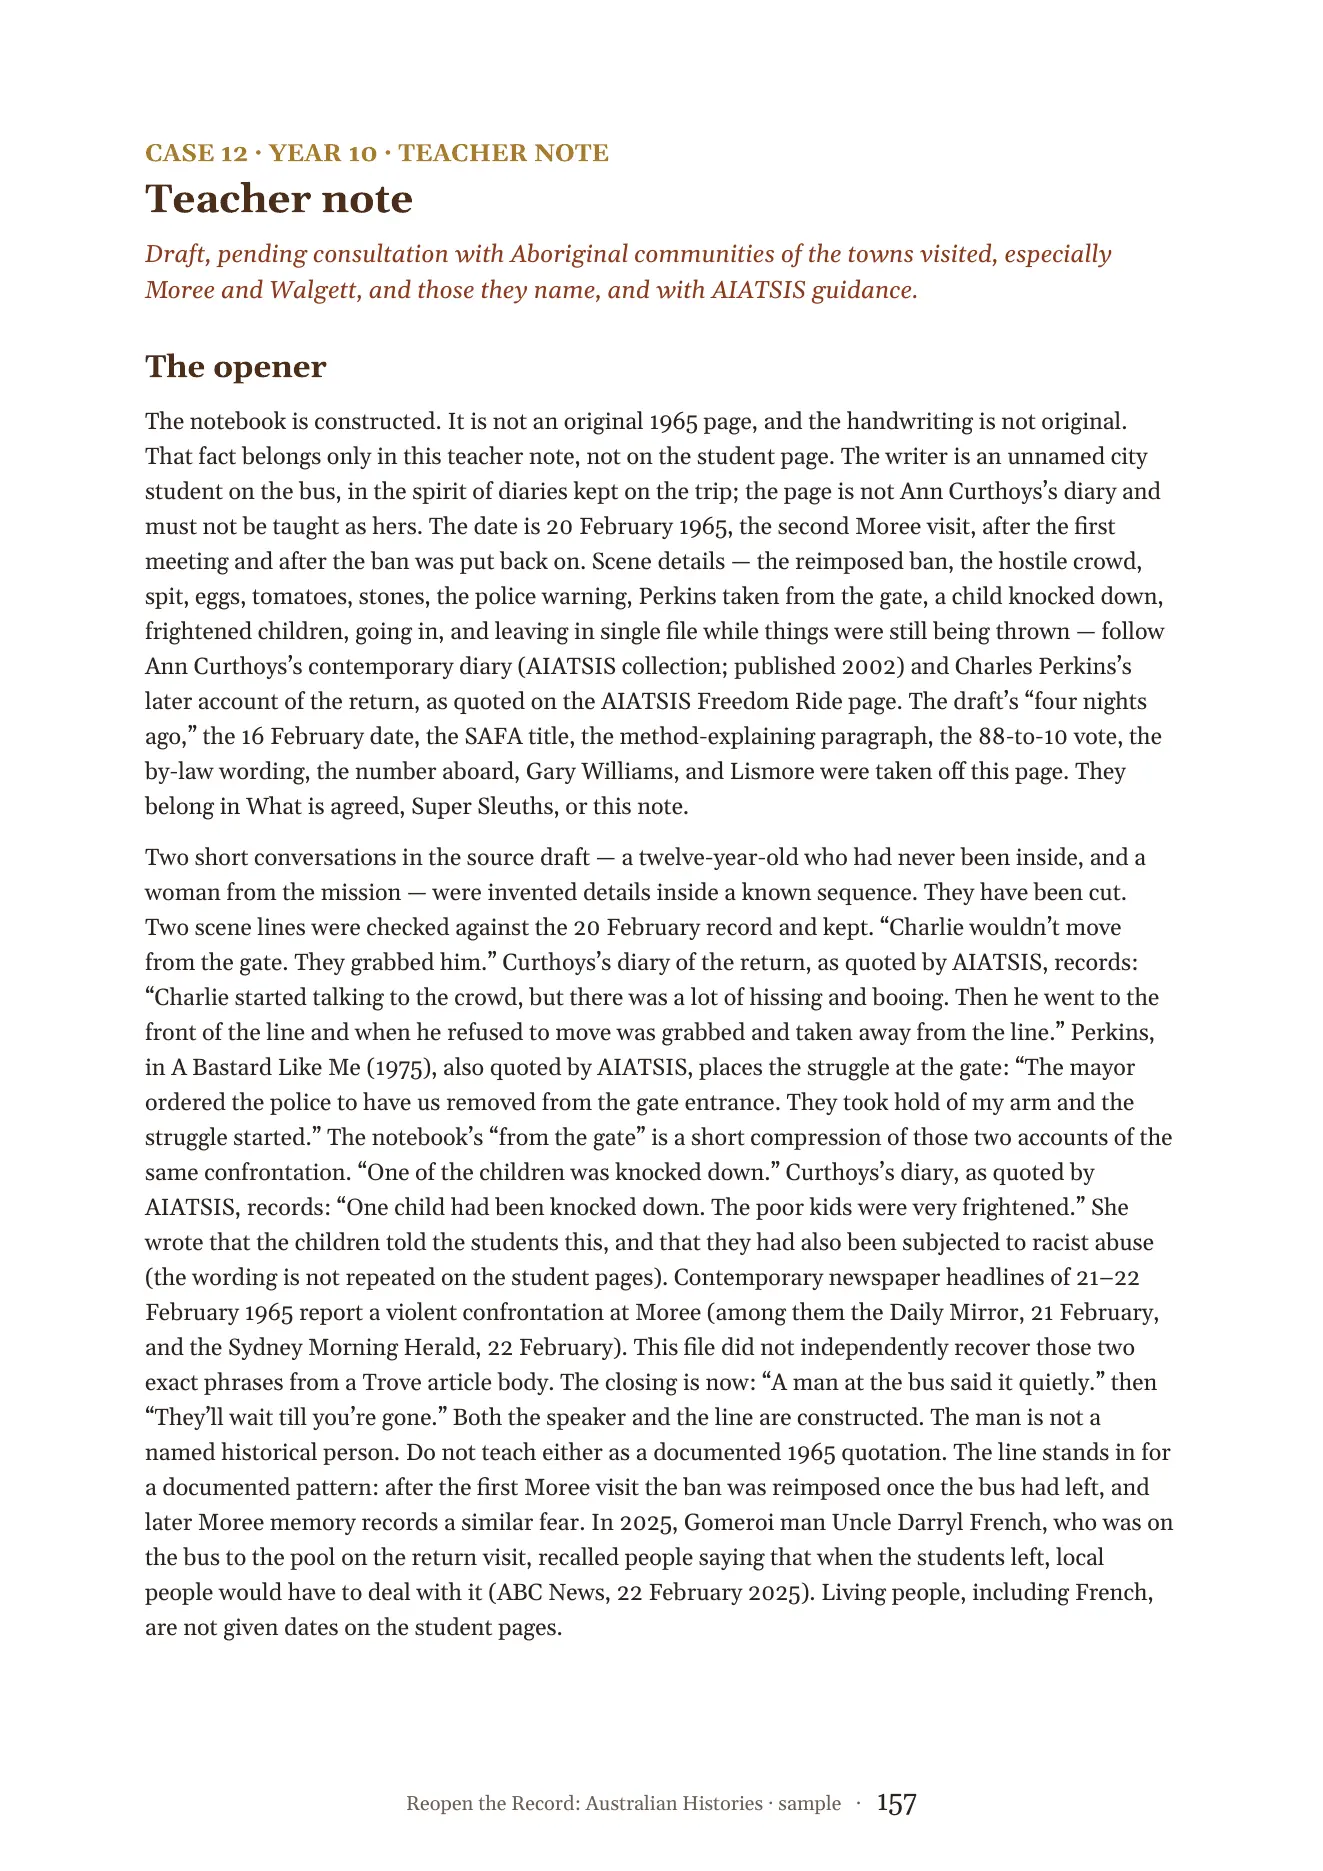 CASE 12 · YEAR 10 · TEACHER NOTE
Teacher note
Draft, pending consultation with Aboriginal communities of the towns visited, especially
Moree and Walgett, and those they name, and with AIATSIS guidance.
The opener
The notebook is constructed. It is not an original 1965 page, and the handwriting is not original.
That fact belongs only in this teacher note, not on the student page. The writer is an unnamed city
student on the bus, in the spirit of diaries kept on the trip; the page is not Ann Curthoys’s diary and
must not be taught as hers. The date is 20 February 1965, the second Moree visit, after the first
meeting and after the ban was put back on. Scene details — the reimposed ban, the hostile crowd,
spit, eggs, tomatoes, stones, the police warning, Perkins taken from the gate, a child knocked down,
frightened children, going in, and leaving in single file while things were still being thrown — follow
Ann Curthoys’s contemporary diary (AIATSIS collection; published 2002) and Charles Perkins’s
later account of the return, as quoted on the AIATSIS Freedom Ride page. The draft’s “four nights
ago,” the 16 February date, the SAFA title, the method-explaining paragraph, the 88-to-10 vote, the
by-law wording, the number aboard, Gary Williams, and Lismore were taken off this page. They
belong in What is agreed, Super Sleuths, or this note.
Two short conversations in the source draft — a twelve-year-old who had never been inside, and a
woman from the mission — were invented details inside a known sequence. They have been cut.
Two scene lines were checked against the 20 February record and kept. “Charlie wouldn’t move
from the gate. They grabbed him.” Curthoys’s diary of the return, as quoted by AIATSIS, records:
“Charlie started talking to the crowd, but there was a lot of hissing and booing. Then he went to the
front of the line and when he refused to move was grabbed and taken away from the line.” Perkins,
in A Bastard Like Me (1975), also quoted by AIATSIS, places the struggle at the gate: “The mayor
ordered the police to have us removed from the gate entrance. They took hold of my arm and the
struggle started.” The notebook’s “from the gate” is a short compression of those two accounts of the
same confrontation. “One of the children was knocked down.” Curthoys’s diary, as quoted by
AIATSIS, records: “One child had been knocked down. The poor kids were very frightened.” She
wrote that the children told the students this, and that they had also been subjected to racist abuse
(the wording is not repeated on the student pages). Contemporary newspaper headlines of 21–22
February 1965 report a violent confrontation at Moree (among them the Daily Mirror, 21 February,
and the Sydney Morning Herald, 22 February). This file did not independently recover those two
exact phrases from a Trove article body. The closing is now: “A man at the bus said it quietly.” then
“They’ll wait till you’re gone.” Both the speaker and the line are constructed. The man is not a
named historical person. Do not teach either as a documented 1965 quotation. The line stands in for
a documented pattern: after the first Moree visit the ban was reimposed once the bus had left, and
later Moree memory records a similar fear. In 2025, Gomeroi man Uncle Darryl French, who was on
the bus to the pool on the return visit, recalled people saying that when the students left, local
people would have to deal with it (ABC News, 22 February 2025). Living people, including French,
are not given dates on the student pages.
Reopen the Record: Australian Histories · sample · 157